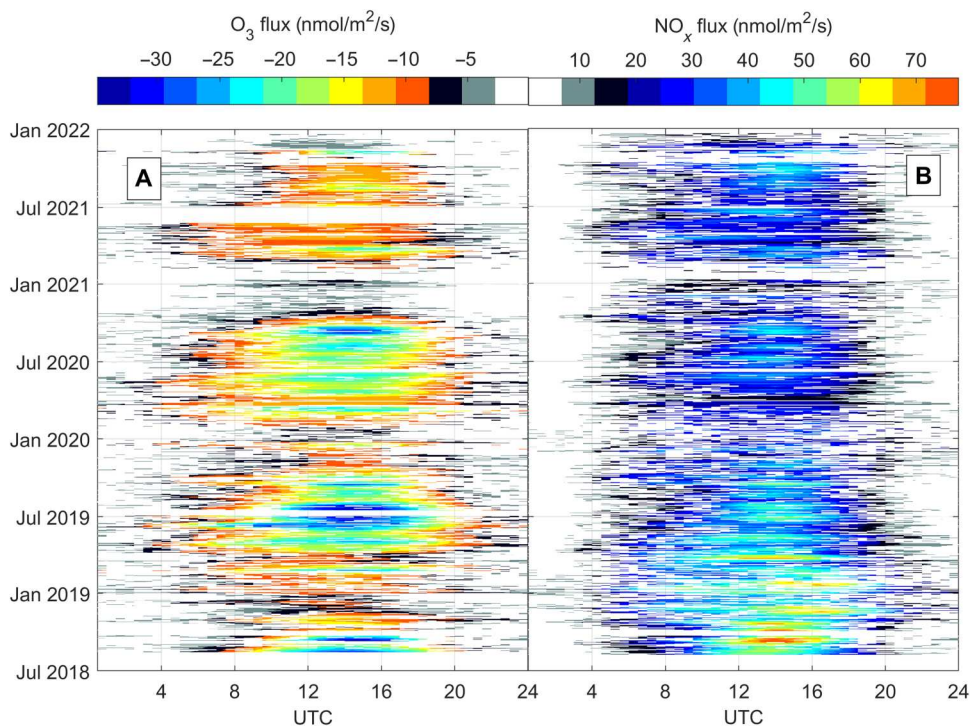 O3 flux (nmol/m2/s) NOx flux (nmol/m2/s)
−30 −25 −20 −15 −10 −5 10 20 30 40 50 60 70
Jan 2022
A B
Jul 2021
Jan 2021
Jul 2020
Jan 2020
Jul 2019
Jan 2019
Jul 2018
4 8 12 16 20 24 4 8 12 16 20 24
UTC UTC